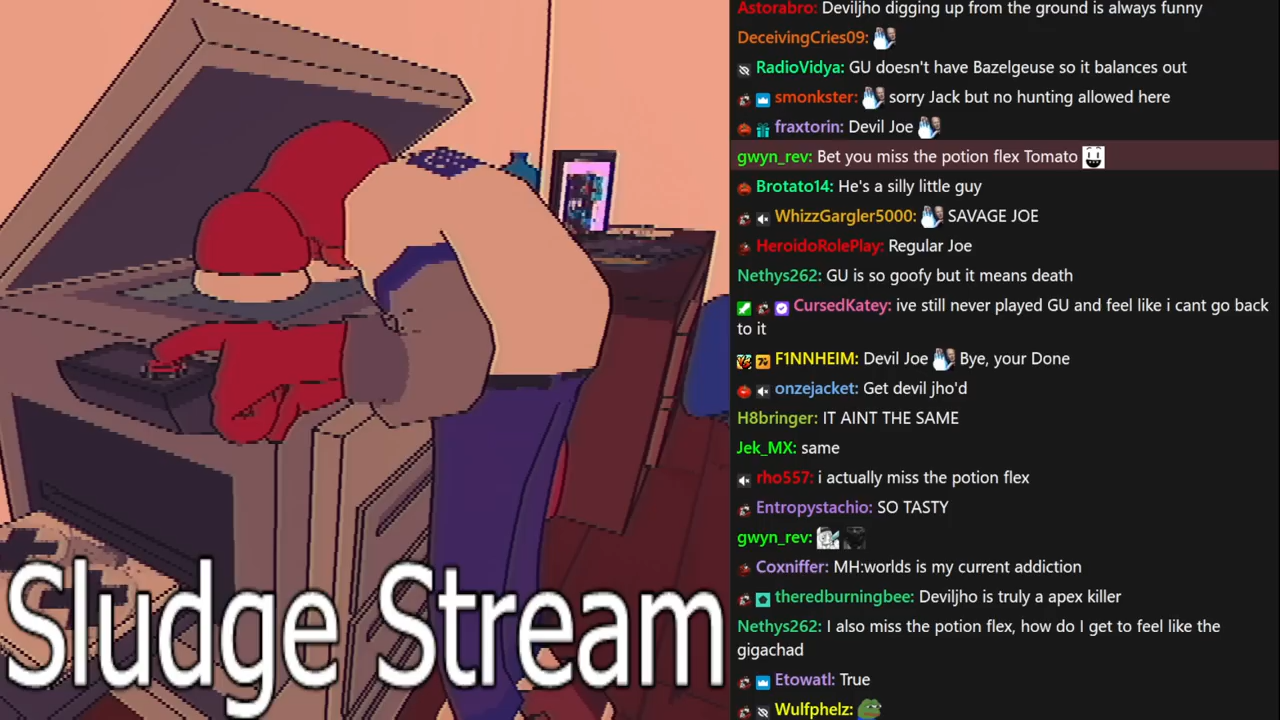 Sludge Stream
Astorabro: Deviljho digging up from the ground is always funny
DeceivingCries09:
RadioVidya: GU doesn't have Bazelgeuse so it balances out
smonkster: sorry Jack but no hunting allowed here
fraxtorin: Devil Joe
gwyn_rev: Bet you miss the potion flex Tomato
Brotato14: He's a silly little guy
WhizzGargler5000: SAVAGE JOE
HeroidoRolePlay: Regular Joe
Nethys262: GU is so goofy but it means death
CursedKatey: ive still never played GU and feel like i cant go back
to it
F1NNHEIM: Devil Joe Bye, your Done
onzejacket: Get devil jho'd
H8bringer: IT AINT THE SAME
Jek_MX: same
rho557: i actually miss the potion flex
Entropystachio: SO TASTY
gwyn_rev:
Coxniffer: MH:worlds is my current addiction
theredburningbee: Deviljho is truly a apex killer
Nethys262: I also miss the potion flex, how do I get to feel like the
gigachad
Etowatl: True
Wulfphelz: